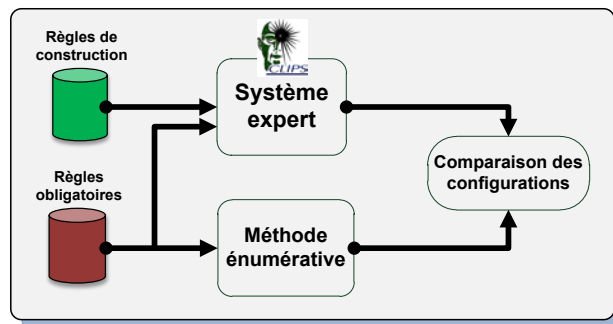 Règles de
construction
CLIPS
Système
expert
Comparaison des
configurations
Règles
obligatoires
Méthode
énumérative